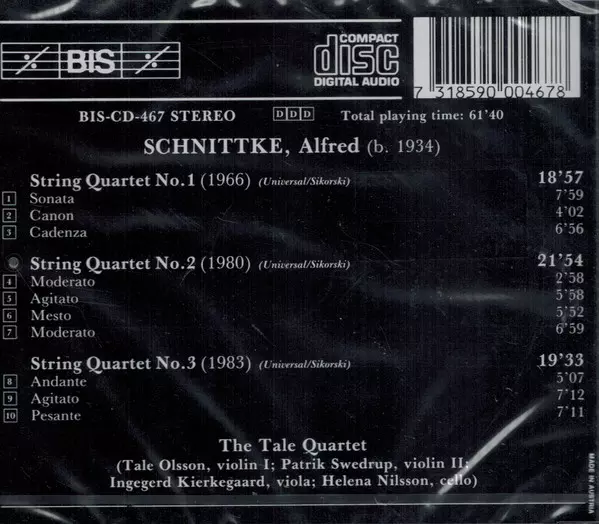 BIS
COMPACT
disc
DIGITAL AUDIO
7 318590 004678
BIS-CD-467 STEREO DDD Total playing time: 61'40
SCHNITTKE, Alfred (b. 1934)
String Quartet No.1 (1966) (Universal/Sikorski) 18'57
1 Sonata 7'59
2 Canon 4'02
3 Cadenza 6'56
String Quartet No.2 (1980) (Universal/Sikorski) 21'54
4 Moderato 2'58
5 Agitato 5'58
6 Mesto 5'52
7 Moderato 6'59
String Quartet No.3 (1983) (Universal/Sikorski) 19'33
8 Andante 5'07
9 Agitato 7'12
10 Pesante 7'11
The Tale Quartet
(Tale Olsson, violin I; Patrik Swedrup, violin II;
Ingegerd Kierkegaard, viola; Helena Nilsson, cello)
MADE IN AUSTRIA